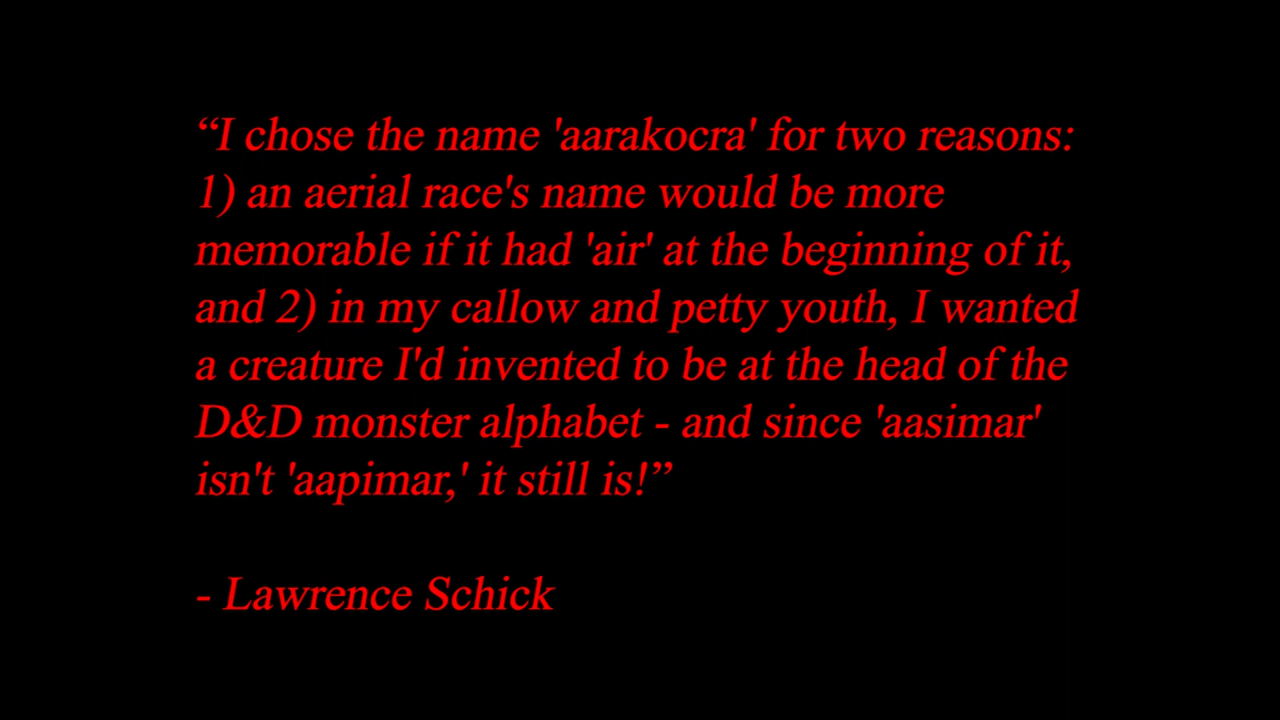 “I chose the name 'aarakocra' for two reasons:
1) an aerial race's name would be more
memorable if it had 'air' at the beginning of it,
and 2) in my callow and petty youth, I wanted
a creature I'd invented to be at the head of the
D&D monster alphabet - and since 'aasimar'
isn't 'aapimar,' it still is!”
- Lawrence Schick